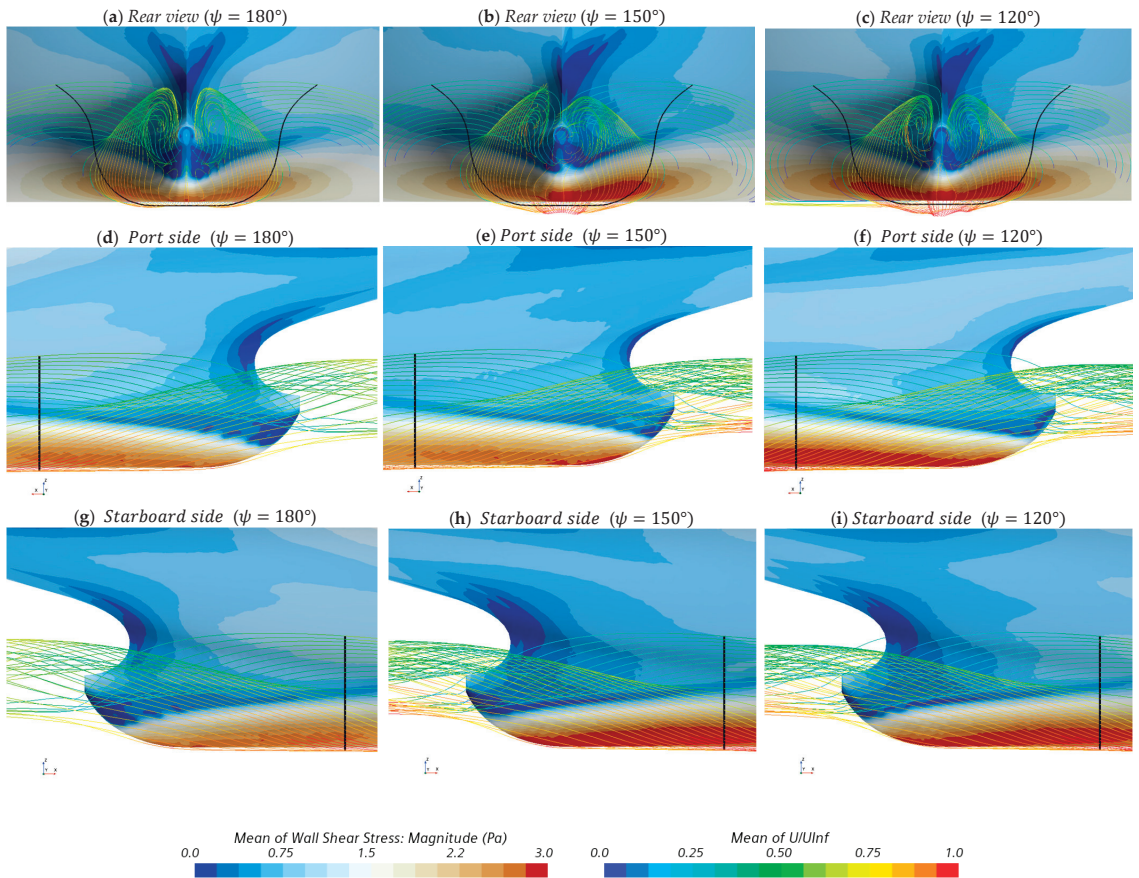 (a) Rear view (ψ = 180°)
(b) Rear view (ψ = 150°)
(c) Rear view (ψ = 120°)
(d) Port side (ψ = 180°)
(e) Port side (ψ = 150°)
(f) Port side (ψ = 120°)
(g) Starboard side (ψ = 180°)
(h) Starboard side (ψ = 150°)
(i) Starboard side (ψ = 120°)
Mean of Wall Shear Stress: Magnitude (Pa)
0.0 0.75 1.5 2.2 3.0
Mean of U/UInf
0.0 0.25 0.50 0.75 1.0